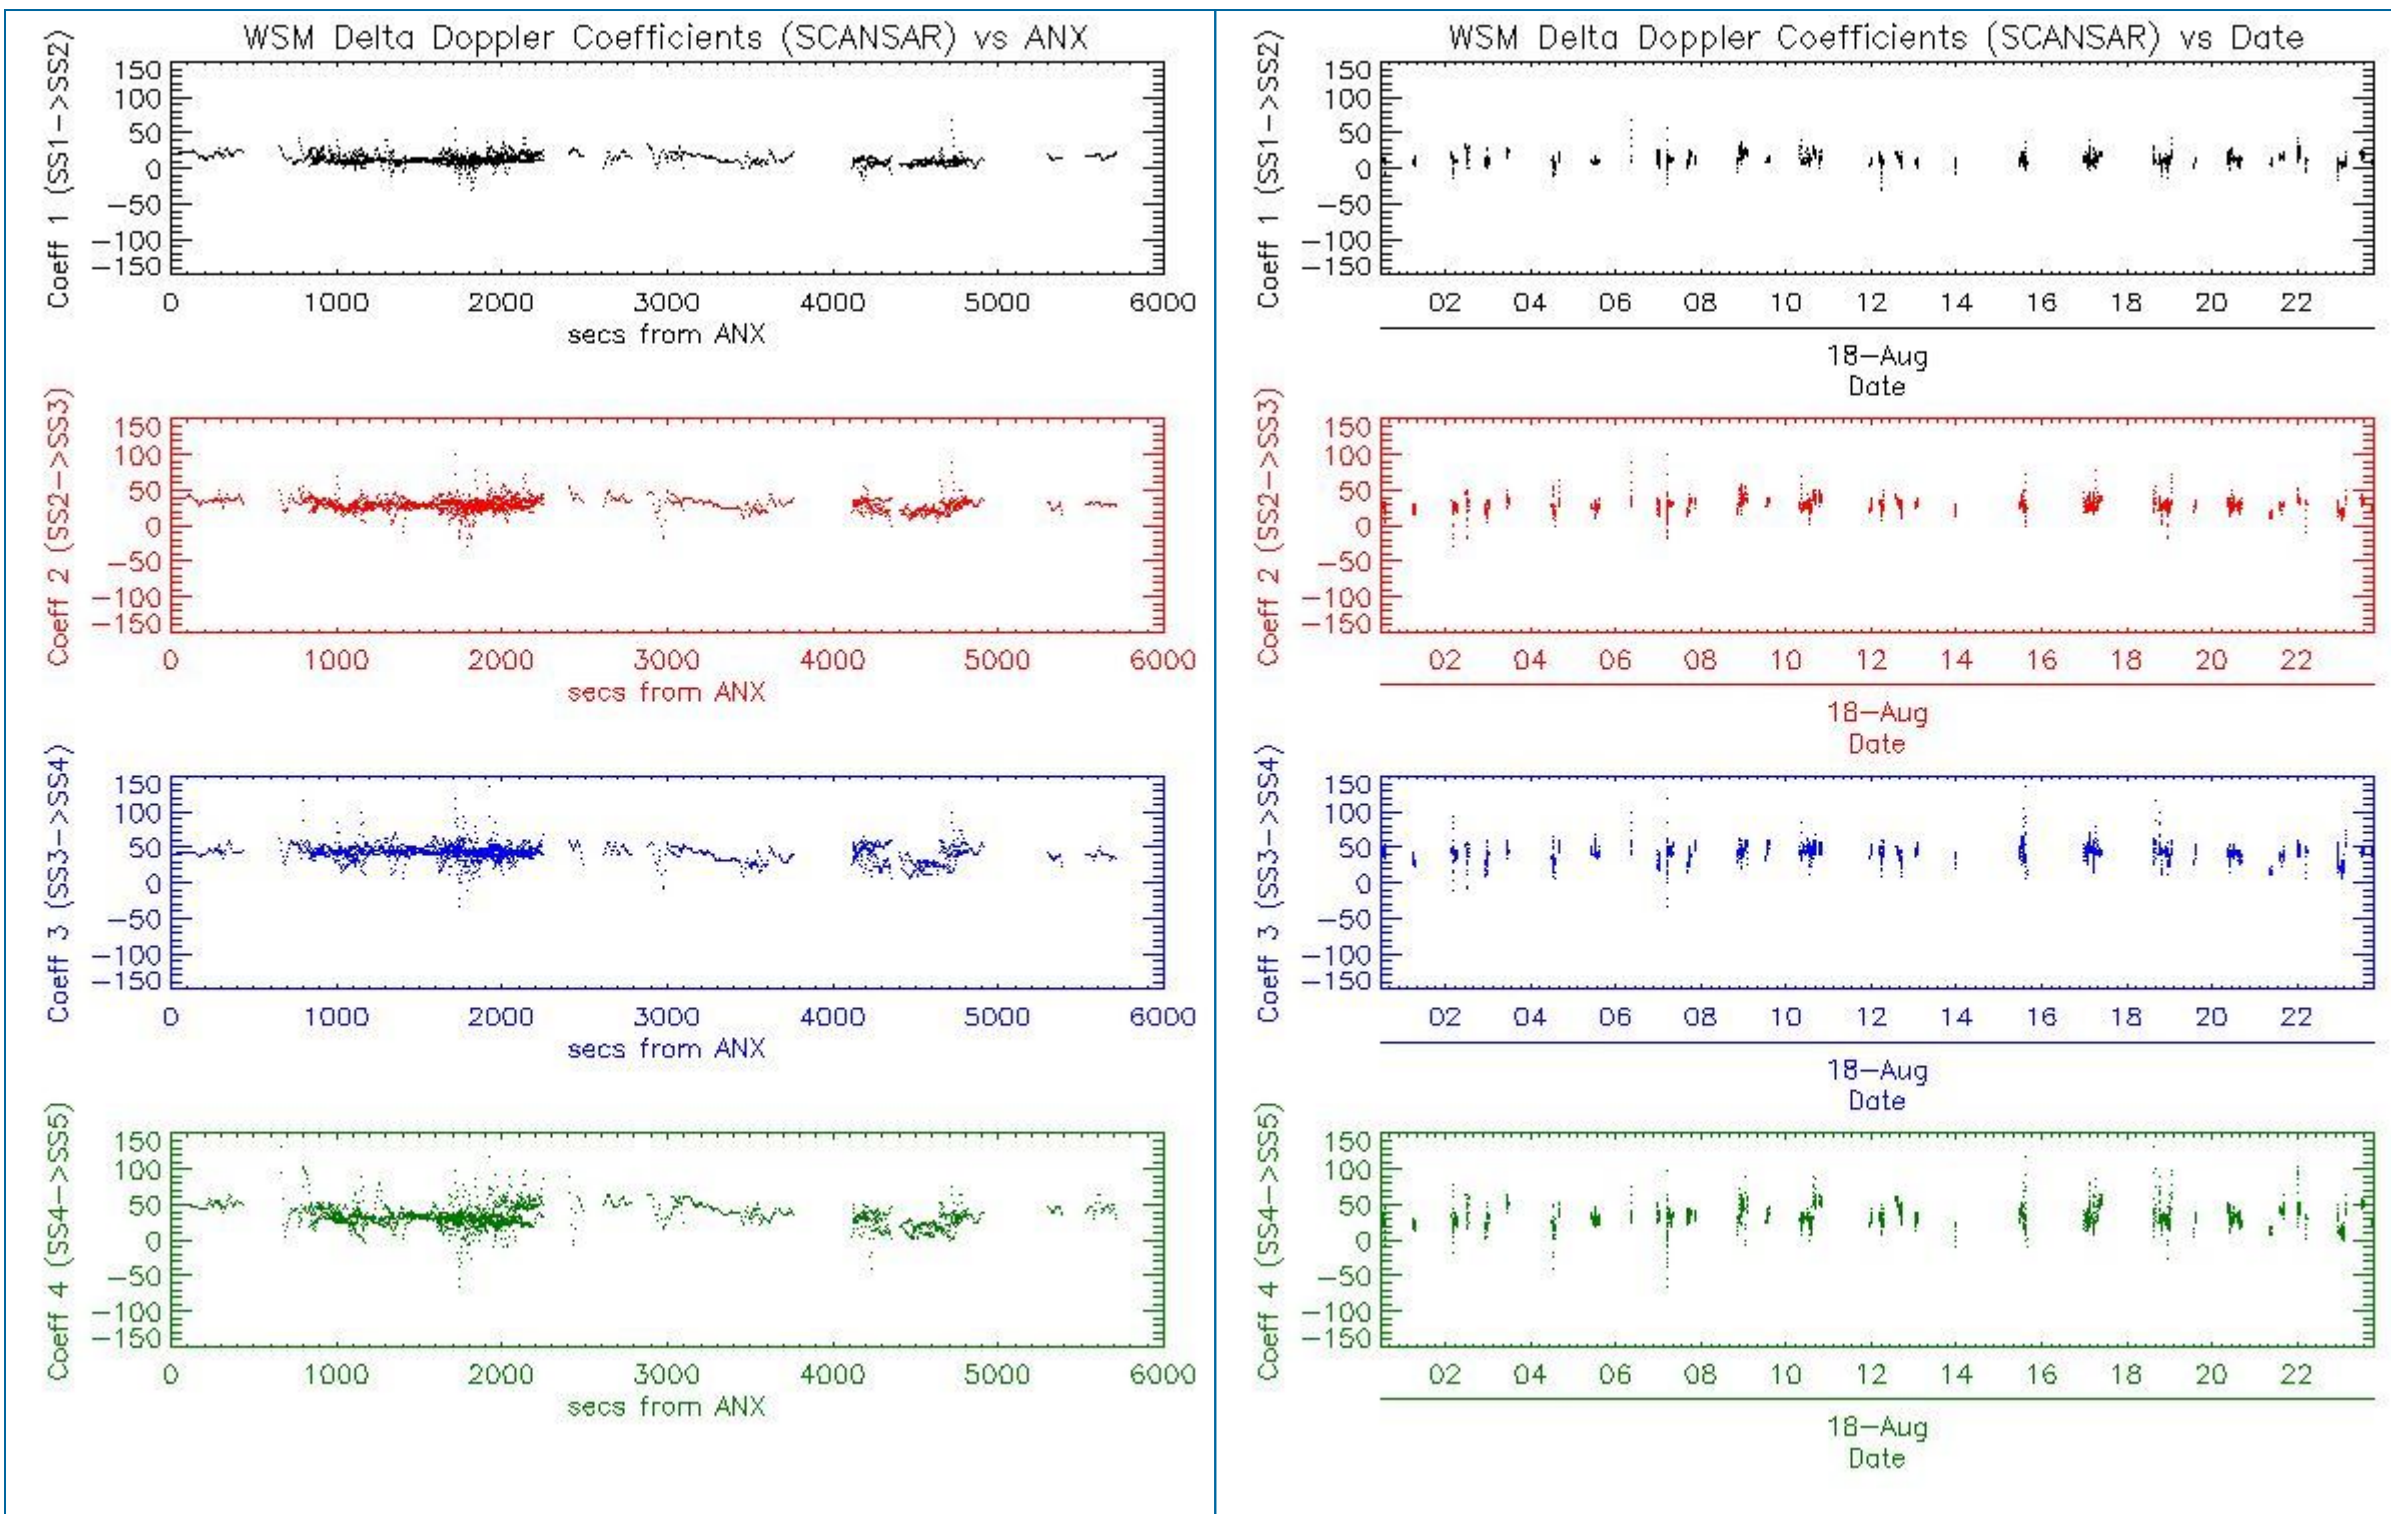 WSM Delta Doppler Coefficients (SCANSAR) vs ANX
Coeff 1 (SS1->SS2)
150
100
50
0
-50
-100
-150
0 1000 2000 3000 4000 5000 6000
secs from ANX
Coeff 2 (SS2->SS3)
150
100
50
0
-50
-100
-150
0 1000 2000 3000 4000 5000 6000
secs from ANX
Coeff 3 (SS3->SS4)
150
100
50
0
-50
-100
-150
0 1000 2000 3000 4000 5000 6000
secs from ANX
Coeff 4 (SS4->SS5)
150
100
50
0
-50
-100
-150
0 1000 2000 3000 4000 5000 6000
secs from ANX
WSM Delta Doppler Coefficients (SCANSAR) vs Date
Coeff 1 (SS1->SS2)
150
100
50
0
-50
-100
-150
02 04 06 08 10 12 14 16 18 20 22
18-Aug
Date
Coeff 2 (SS2->SS3)
150
100
50
0
-50
-100
-150
02 04 06 08 10 12 14 16 18 20 22
18-Aug
Date
Coeff 3 (SS3->SS4)
150
100
50
0
-50
-100
-150
02 04 06 08 10 12 14 16 18 20 22
18-Aug
Date
Coeff 4 (SS4->SS5)
150
100
50
0
-50
-100
-150
02 04 06 08 10 12 14 16 18 20 22
18-Aug
Date